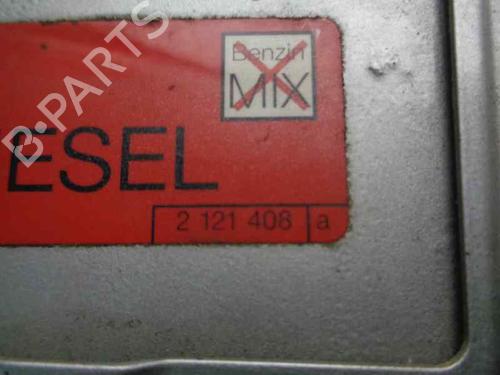 Benzin
MIX
ESEL
2 121 408 a
B-PARTS